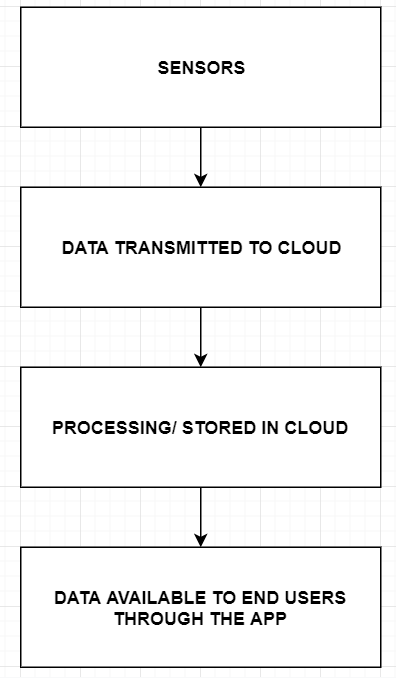 SENSORS
DATA TRANSMITTED TO CLOUD
PROCESSING/ STORED IN CLOUD
DATA AVAILABLE TO END USERS
THROUGH THE APP